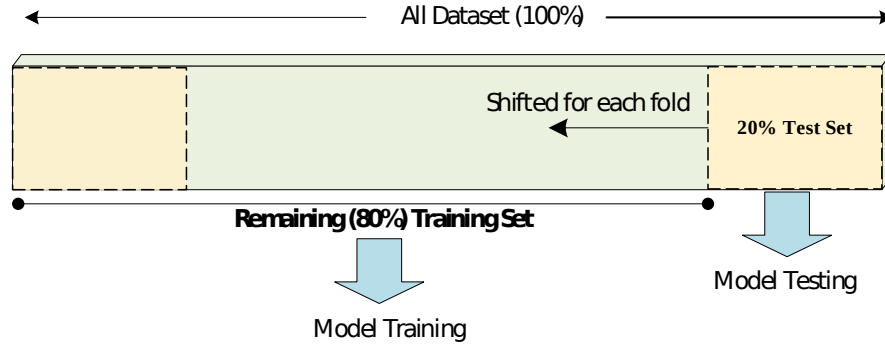 All Dataset (100%)
Shifted for each fold
20% Test Set
Remaining (80%) Training Set
Model Testing
Model Training